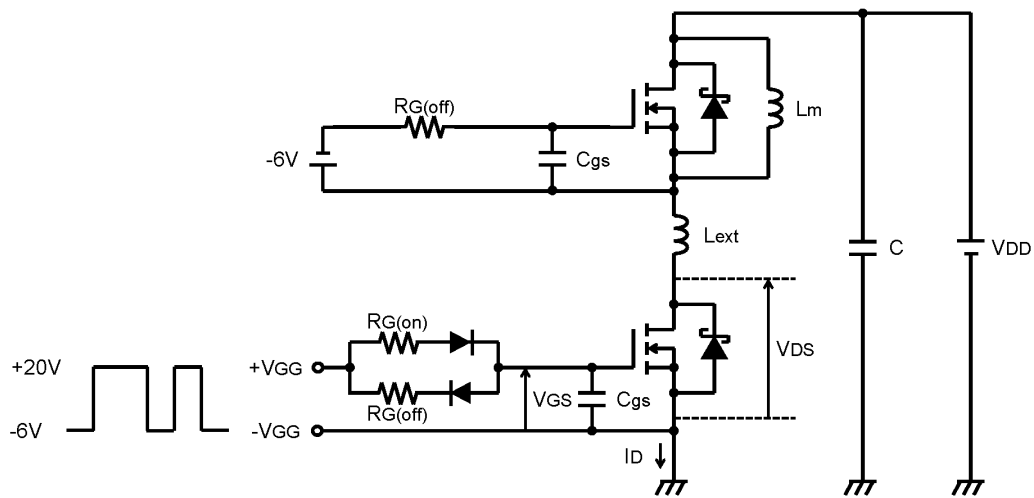 RG(off)
Lm
-6V
Cgs
Lext
C
VDD
RG(on)
VDS
+20V
+VGG
VGS
Cgs
RG(off)
-6V
-VGG
ID